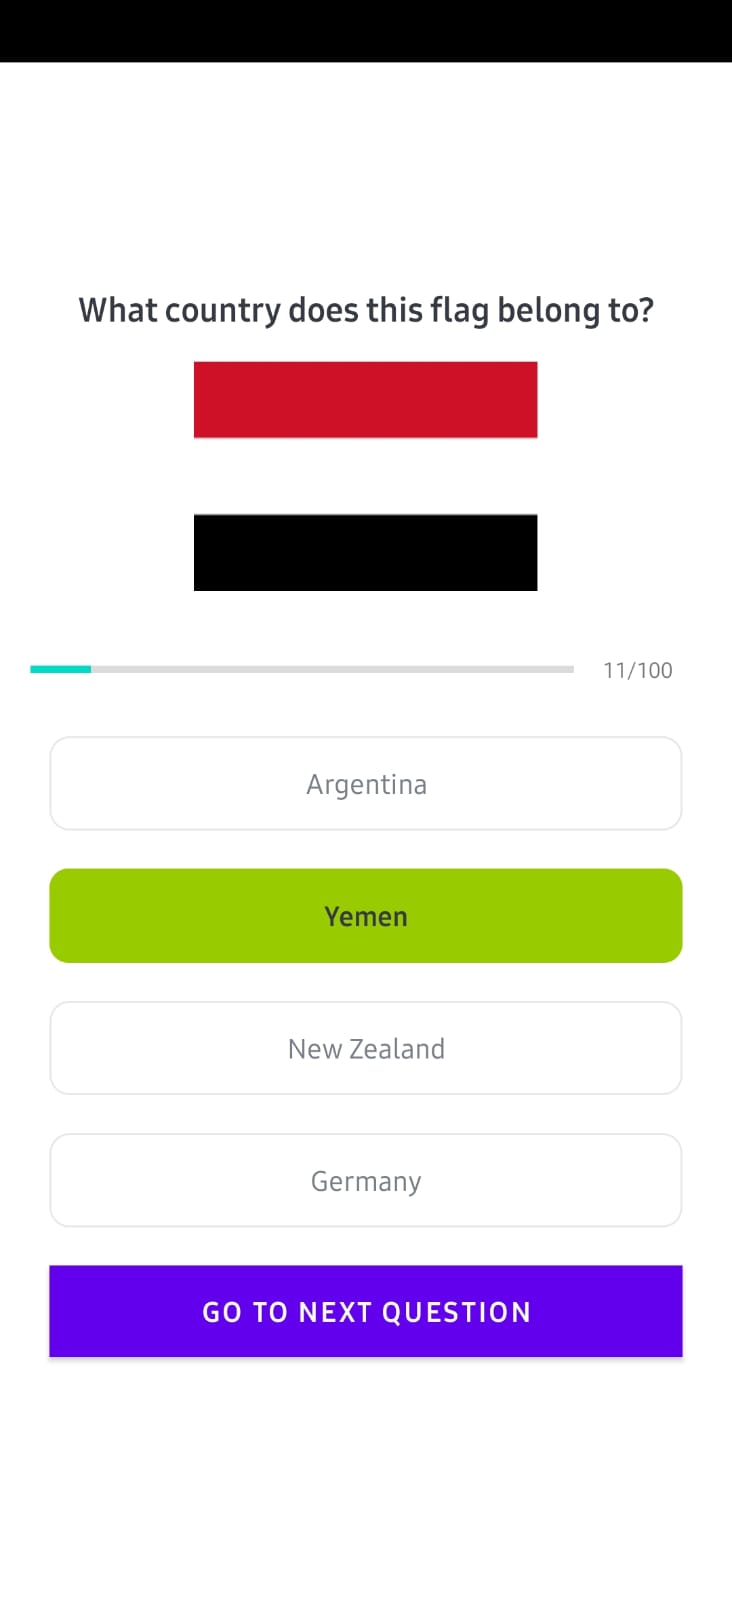 What country does this flag belong to?
11/100
Argentina
Yemen
New Zealand
Germany
GO TO NEXT QUESTION